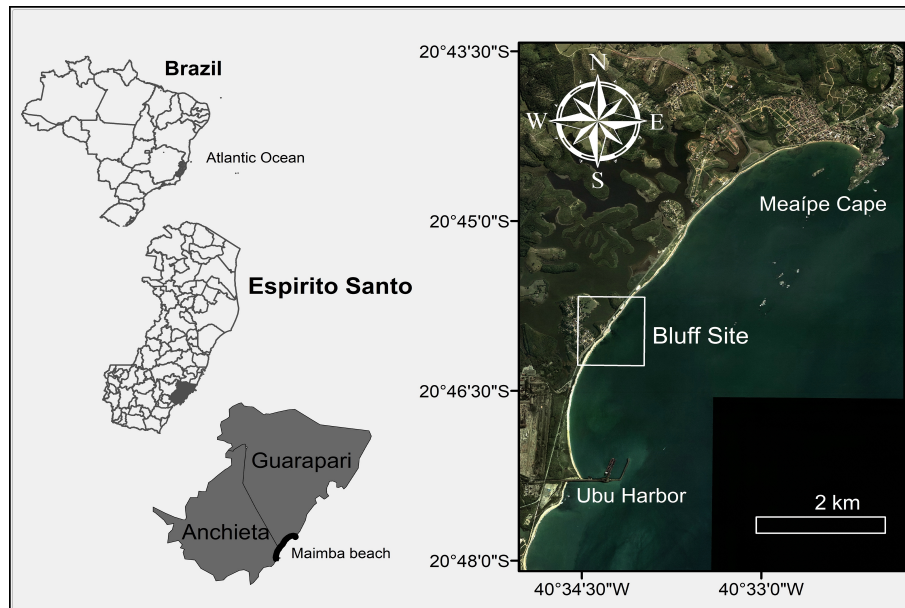 Brazil
Atlantic Ocean
Espirito Santo
Guarapari
Anchieta
Maimba beach
20°43'30"S
20°45'0"S
20°46'30"S
20°48'0"S
N
W
E
S
Meaípe Cape
Bluff Site
Ubu Harbor
2 km
40°34'30"W
40°33'0"W